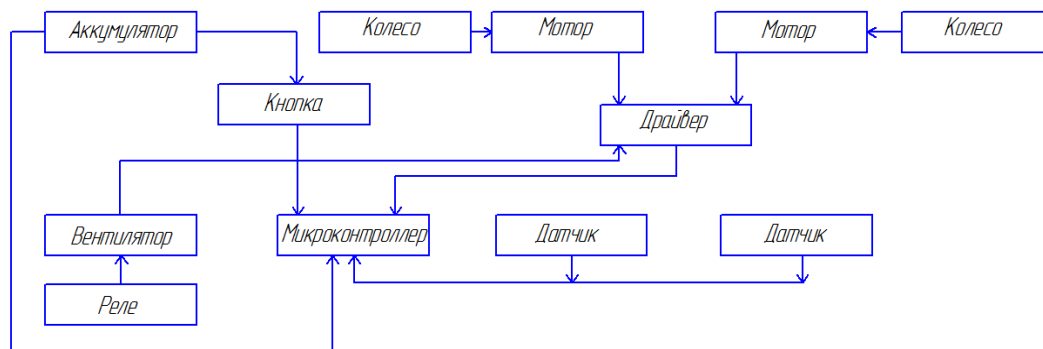 Аккумулятор
Колесо
Мотор
Мотор
Колесо
Кнопка
Драйвер
Вентилятор
Микроконтроллер
Датчик
Датчик
Реле